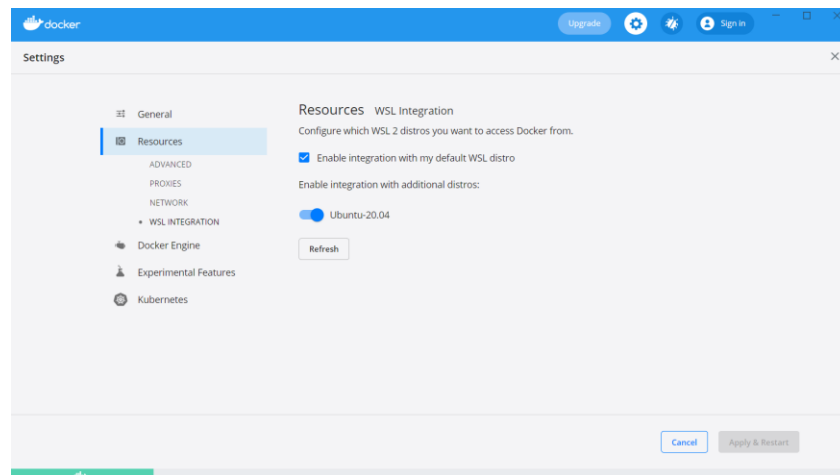 docker
Upgrade
Sign in
Settings
General
Resources
ADVANCED
PROXIES
NETWORK
WSL INTEGRATION
Docker Engine
Experimental Features
Kubernetes
Resources WSL Integration
Configure which WSL 2 distros you want to access Docker from.
Enable integration with my default WSL distro
Enable integration with additional distros:
Ubuntu-20.04
Refresh
Cancel
Apply & Restart